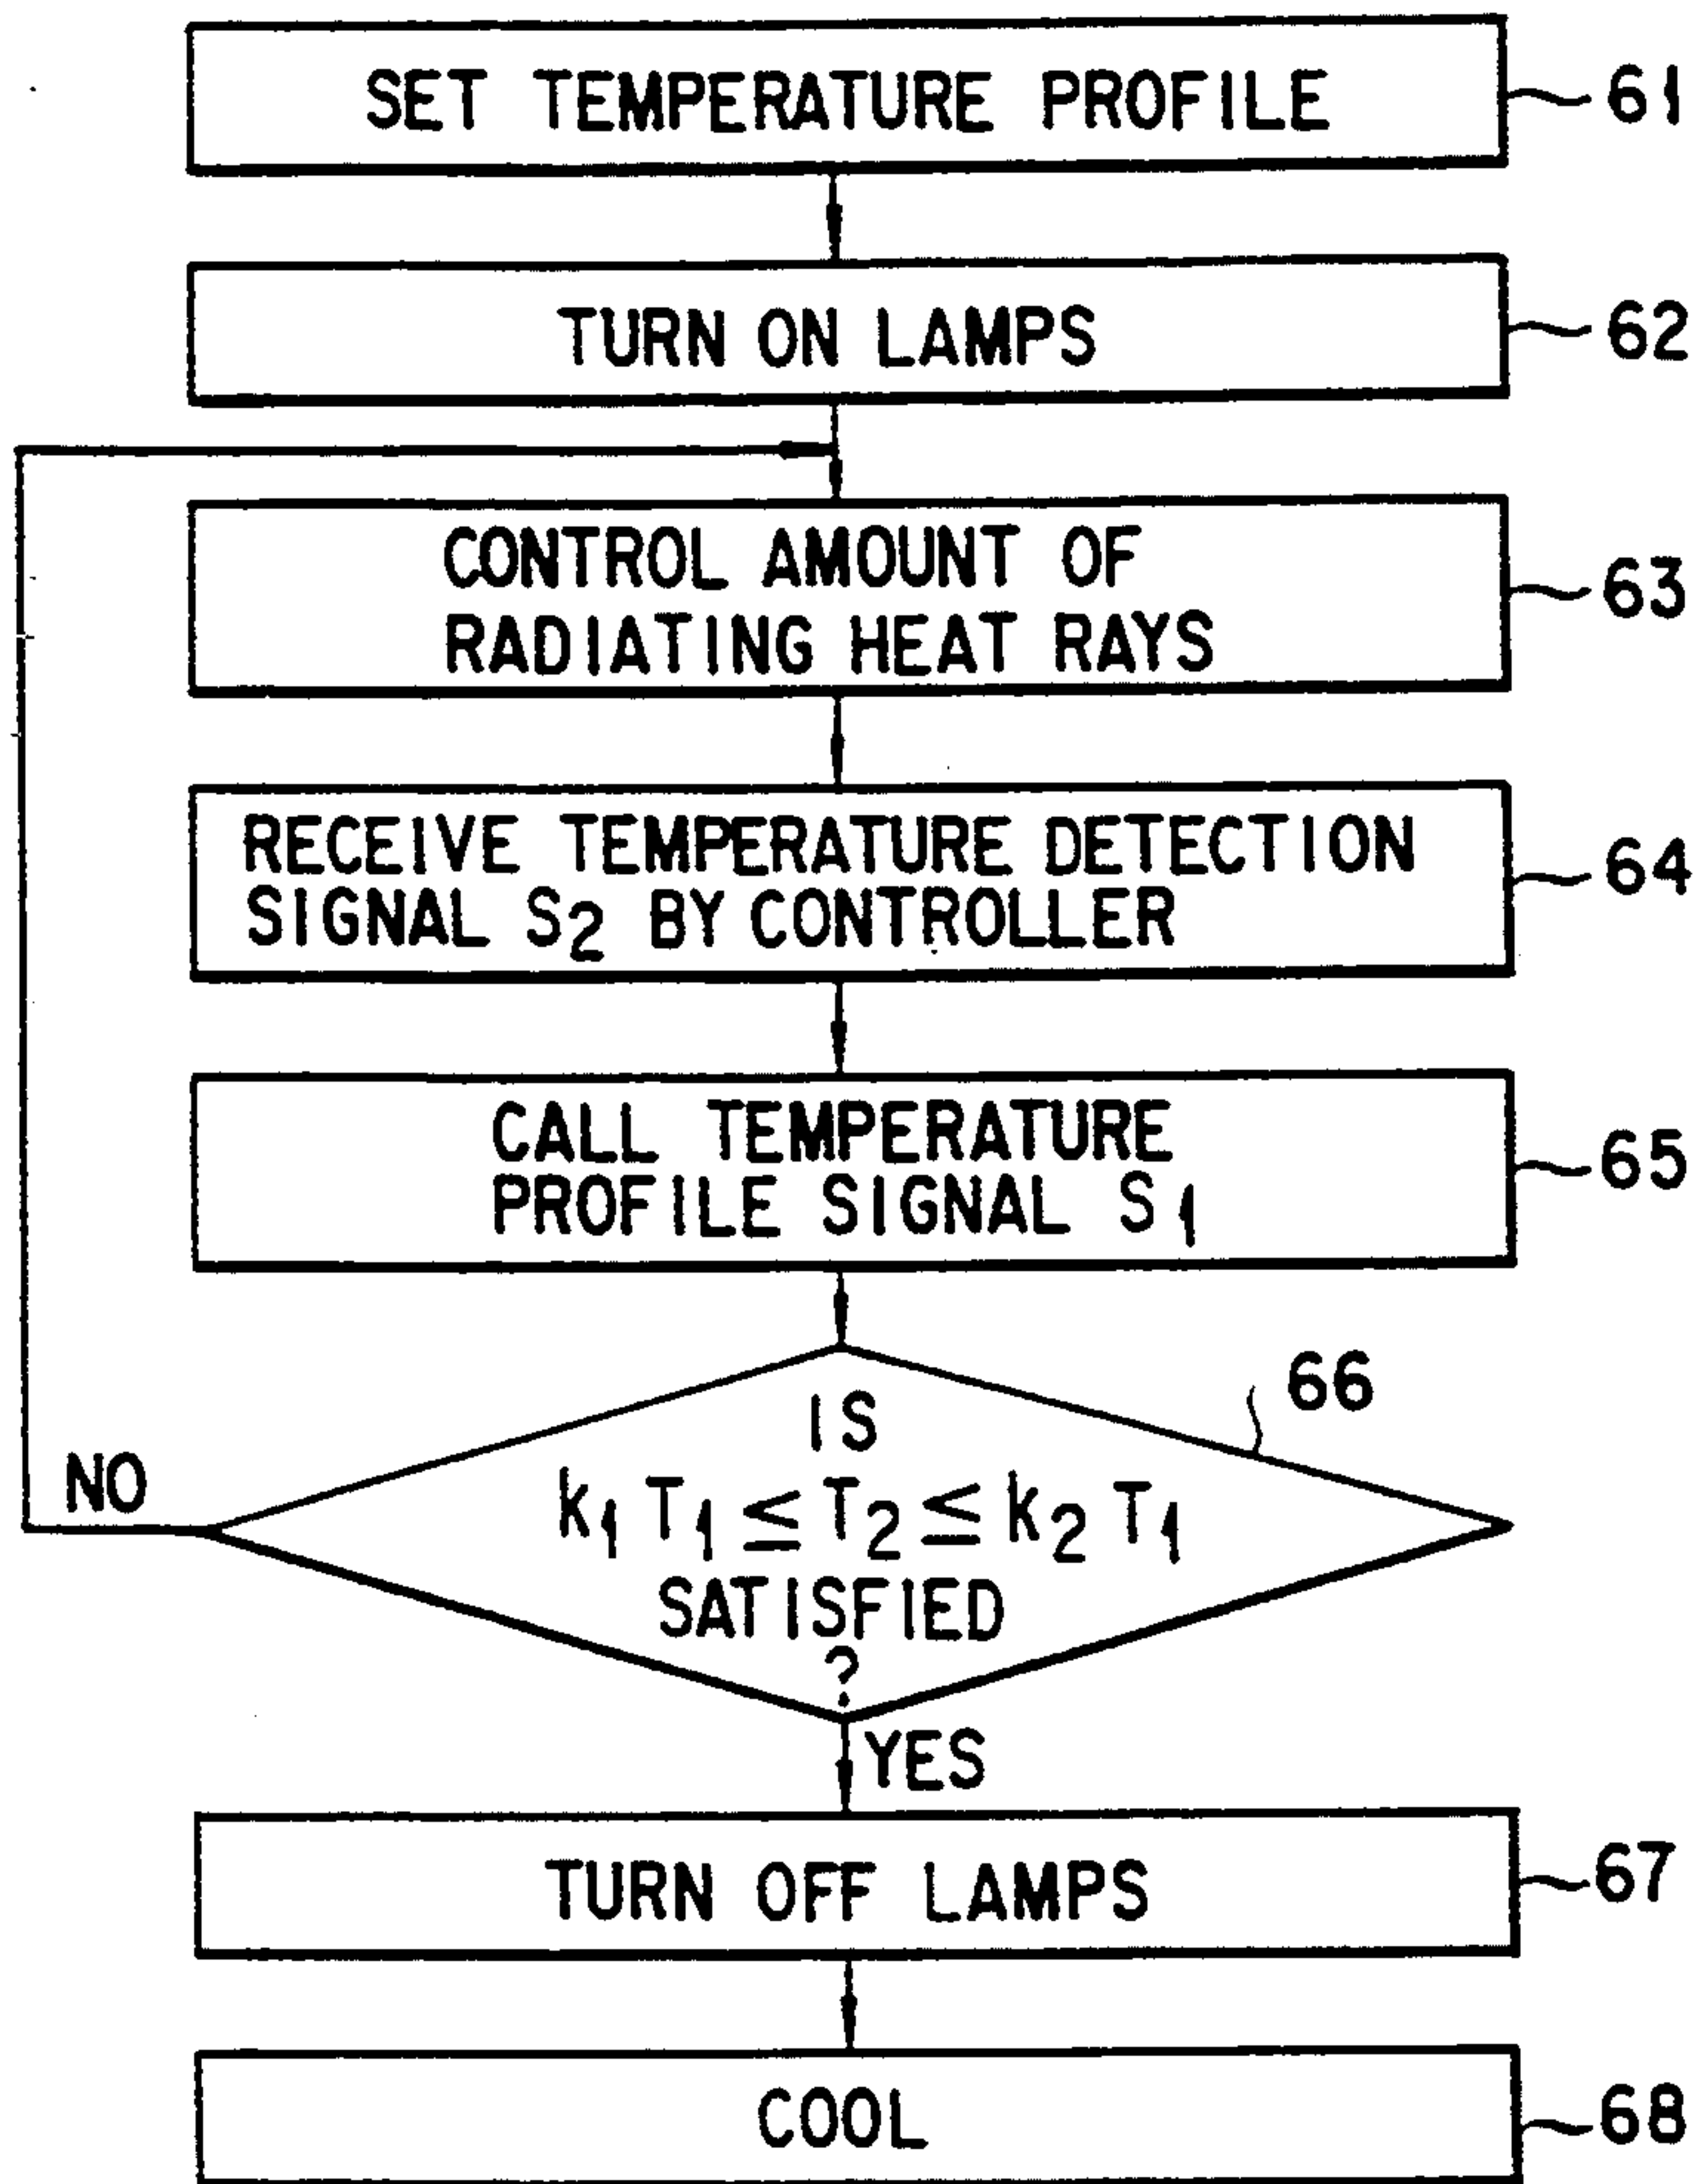 SET TEMPERATURE PROFILE
61
TURN ON LAMPS
62
CONTROL AMOUNT OF
RADIATING HEAT RAYS
63
RECEIVE TEMPERATURE DETECTION
SIGNAL S2 BY CONTROLLER
64
CALL TEMPERATURE
PROFILE SIGNAL S1
65
66
IS
k1 T1 ≦ T2 ≦ k2 T1
SATISFIED
?
NO
YES
TURN OFF LAMPS
67
COOL
68